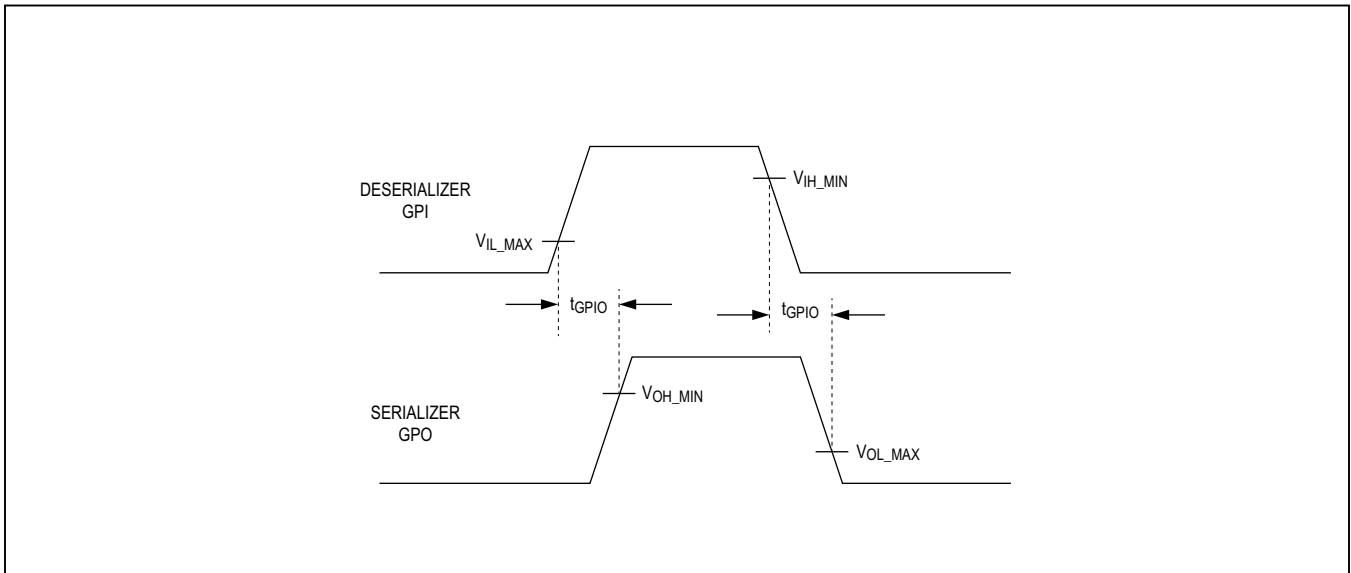 DESERIALIZER
GPI
VIH_MIN
VIL_MAX
tGPIO
tGPIO
VOH_MIN
SERIALIZER
GPO
VOL_MAX